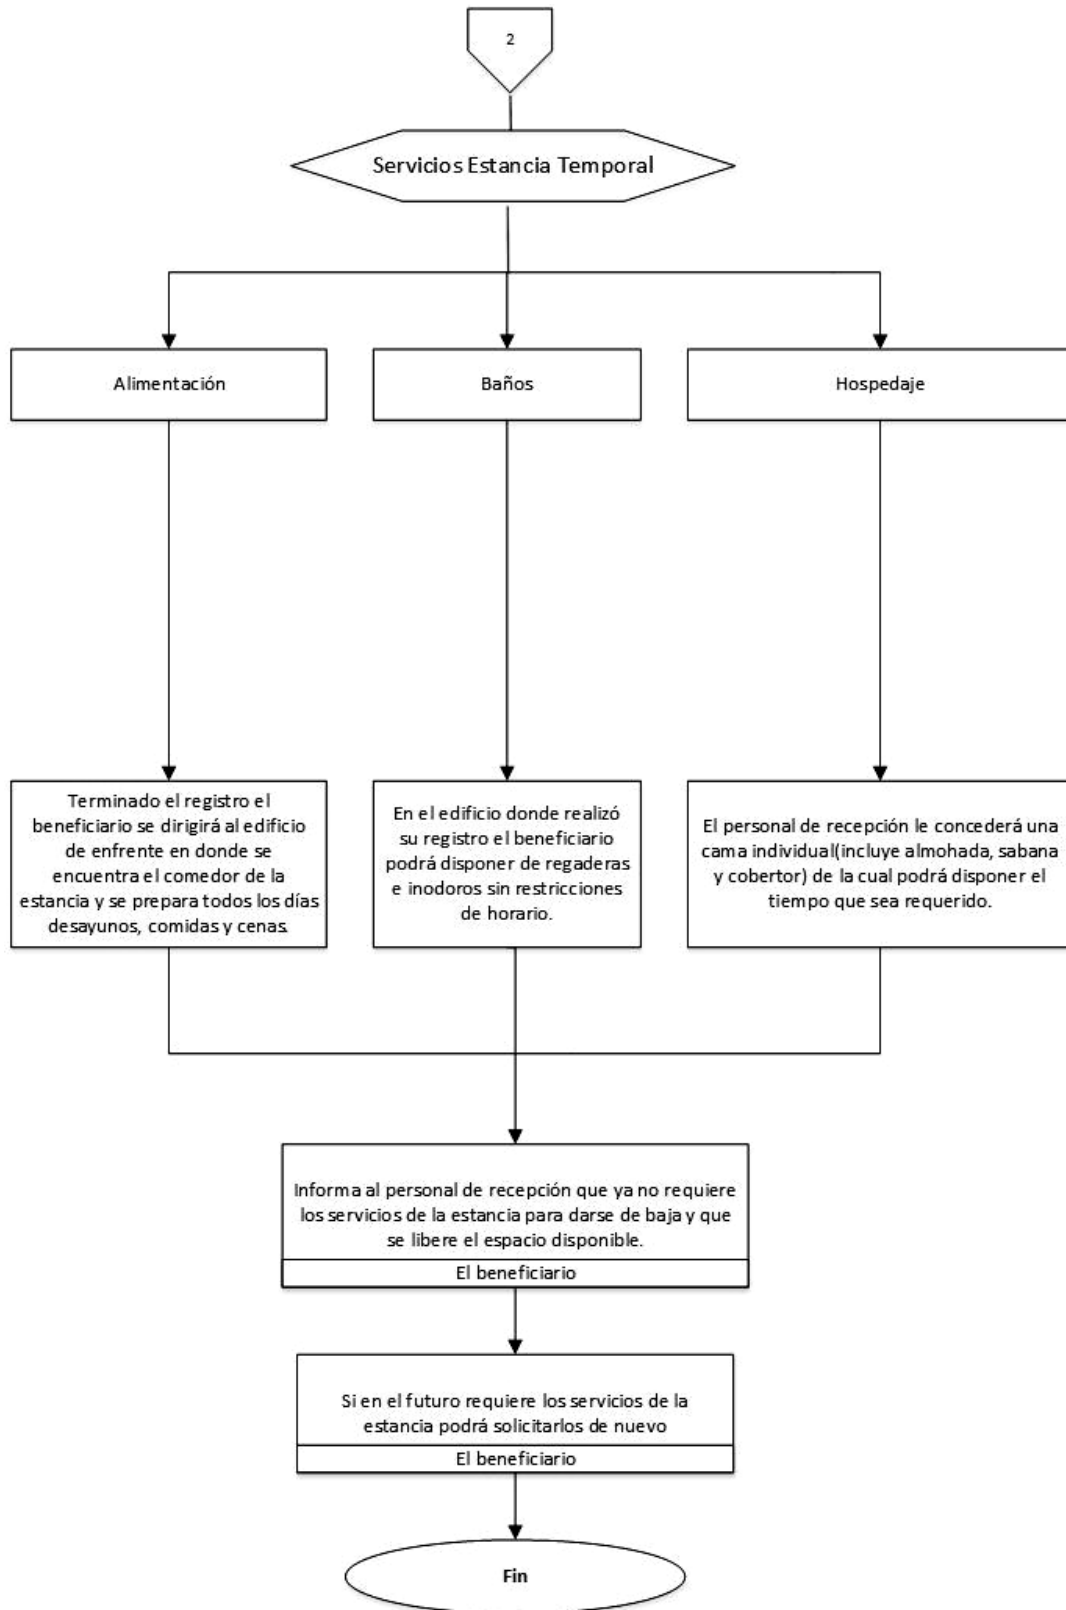 2
Servicios Estancia Temporal
Alimentación
Baños
Hospedaje
Terminado el registro el
beneficiario se dirigirá al edificio
de enfrente en donde se
encuentra el comedor de la
estancia y se prepara todos los días
desayunos, comidas y cenas.
En el edificio donde realizó
su registro el beneficiario
podrá disponer de regaderas
e inodoros sin restricciones
de horario.
El personal de recepción le concederá una
cama individual(incluye almohada, sabana
y cobertor) de la cual podrá disponer el
tiempo que sea requerido.
Informa al personal de recepción que ya no requiere
los servicios de la estancia para darse de baja y que
se libere el espacio disponible.
El beneficiario
Si en el futuro requiere los servicios de la
estancia podrá solicitarlos de nuevo
El beneficiario
Fin